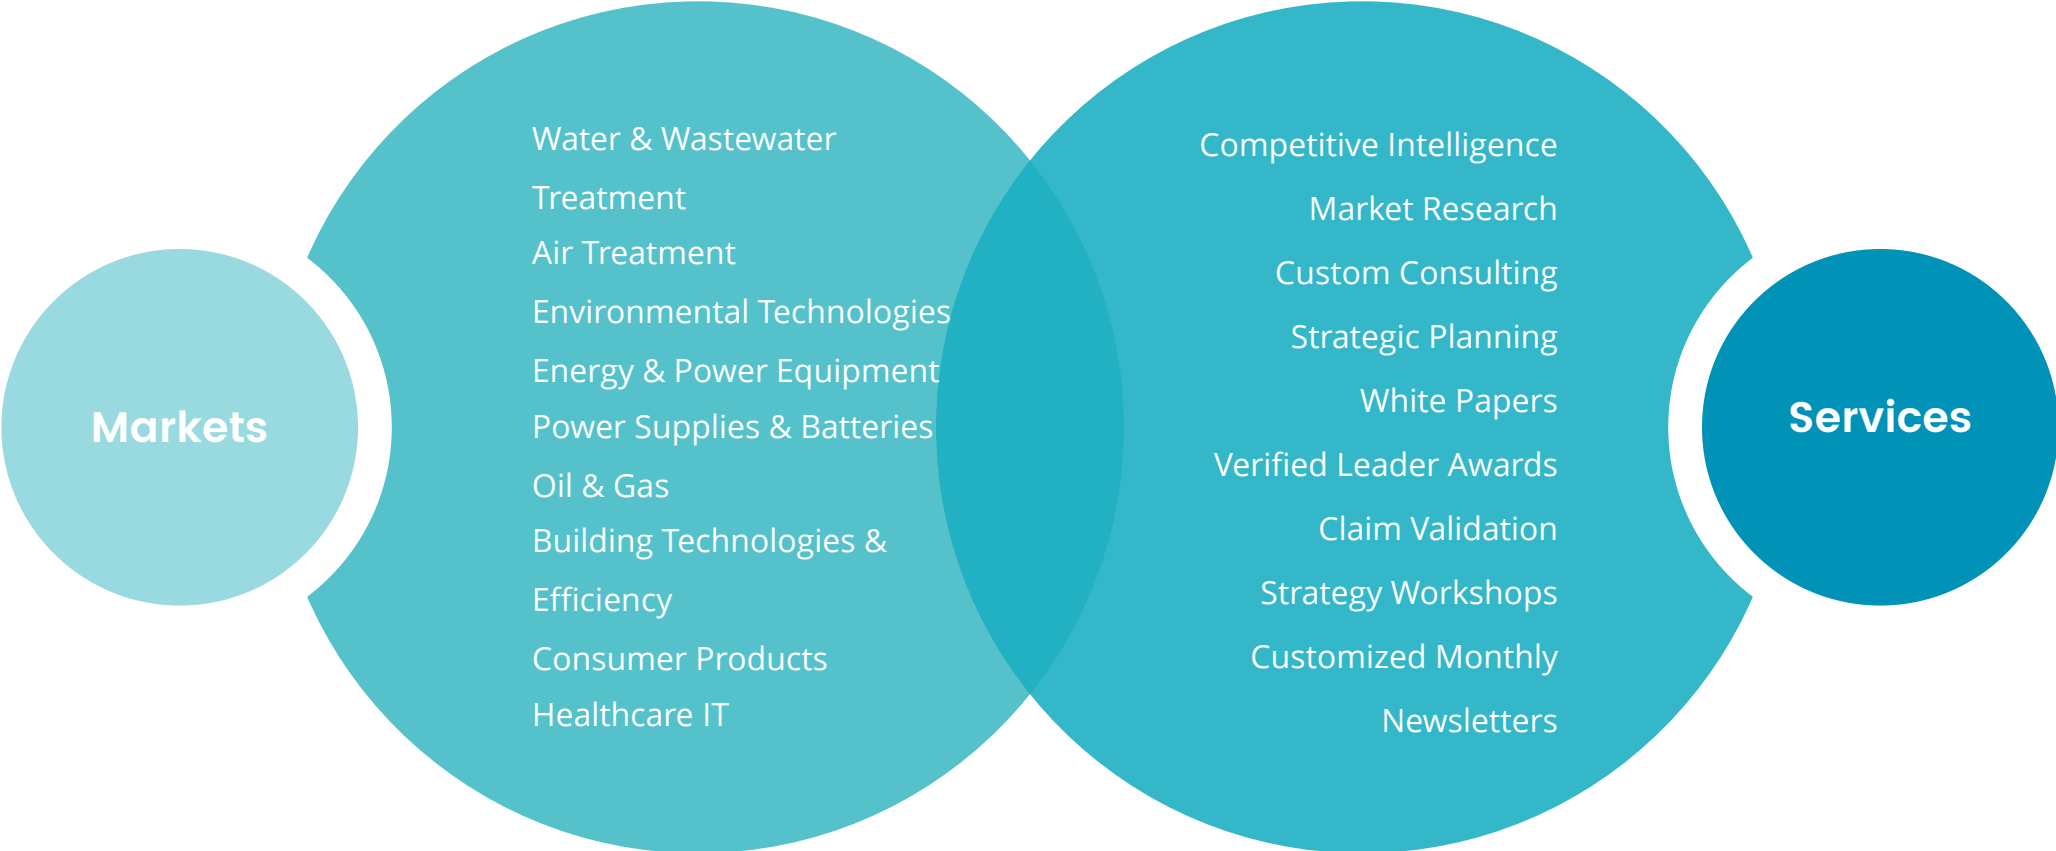 Markets
Water & Wastewater
Treatment
Air Treatment
Environmental Technologies
Energy & Power Equipment
Power Supplies & Batteries
Oil & Gas
Building Technologies &
Efficiency
Consumer Products
Healthcare IT
Competitive Intelligence
Market Research
Custom Consulting
Strategic Planning
White Papers
Verified Leader Awards
Claim Validation
Strategy Workshops
Customized Monthly
Newsletters
Services